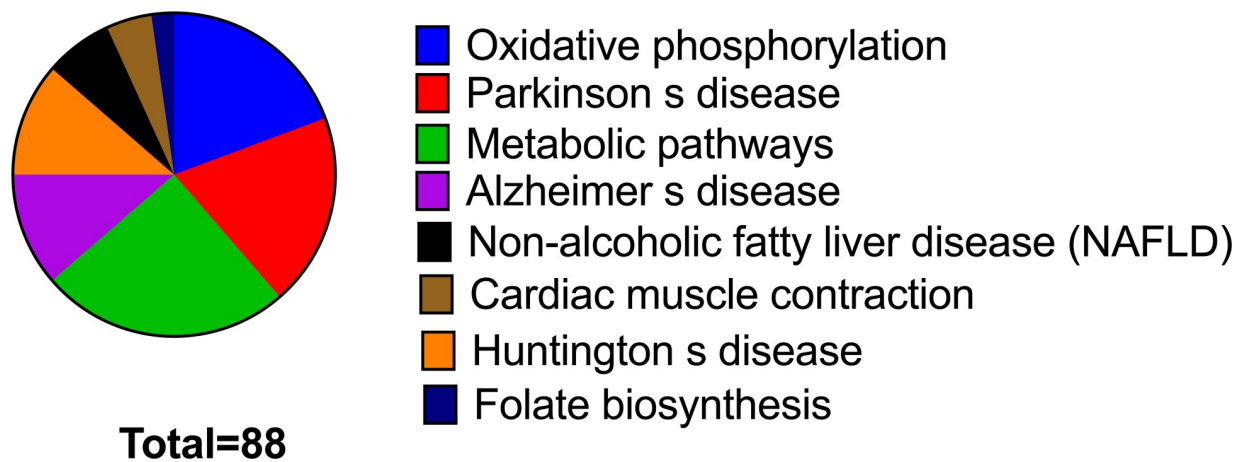 Oxidative phosphorylation
Parkinson s disease
Metabolic pathways
Alzheimer s disease
Non-alcoholic fatty liver disease (NAFLD)
Cardiac muscle contraction
Huntington s disease
Folate biosynthesis
Total=88